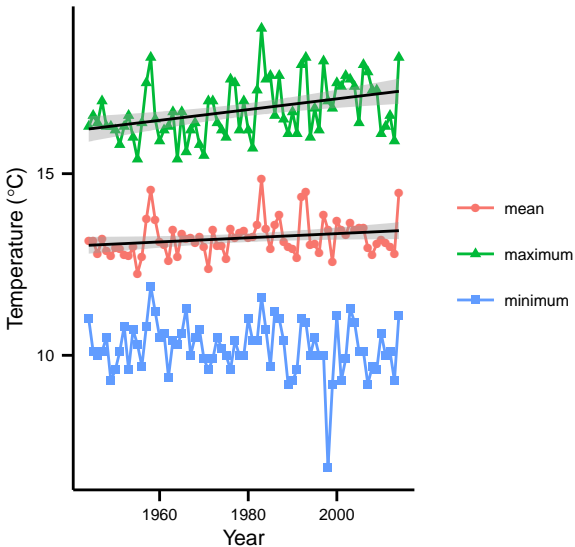 Temperature (°C)
15
10
1960
1980
2000
Year
mean
maximum
minimum